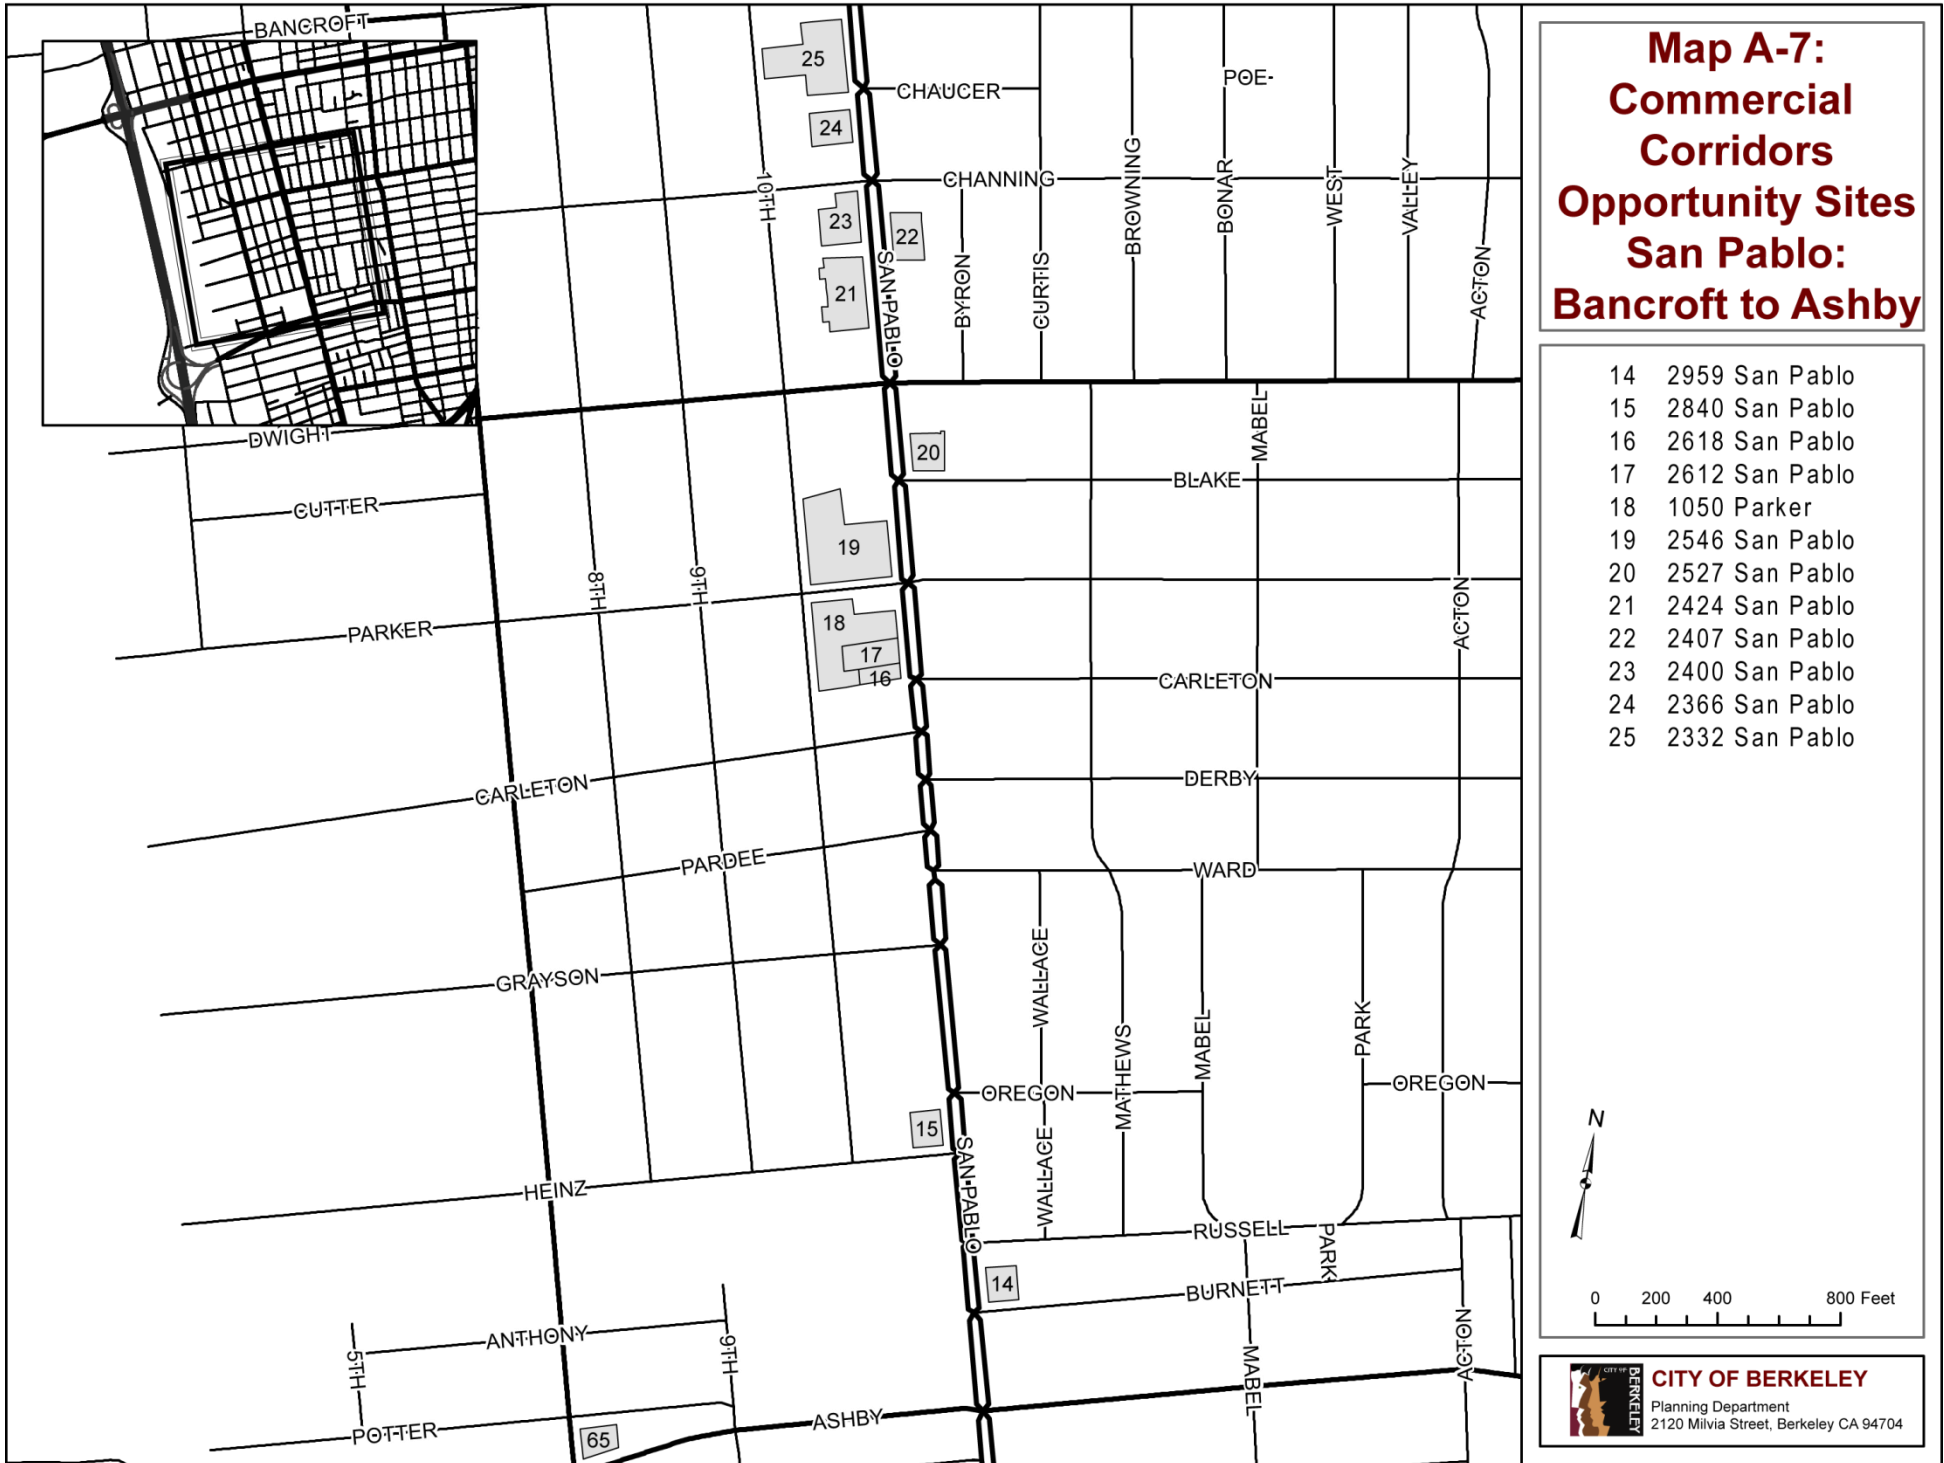 Map A-7:
Commercial
Corridors
Opportunity Sites
San Pablo:
Bancroft to Ashby
14 2959 San Pablo
15 2840 San Pablo
16 2618 San Pablo
17 2612 San Pablo
18 1050 Parker
19 2546 San Pablo
20 2527 San Pablo
21 2424 San Pablo
22 2407 San Pablo
23 2400 San Pablo
24 2366 San Pablo
25 2332 San Pablo
N
0 200 400 800 Feet
CITY OF
BERKELEY
CITY OF BERKELEY
Planning Department
2120 Milvia Street, Berkeley CA 94704
BANCROFT
25
CHAUCER
POE
24
10TH
CHANNING
BROWNING
BONAR
WEST
VALLEY
23
22
21
SAN PABLO
BYRON
CURTIS
ACTON
DWIGHT
20
MABEL
BLAKE
CUTTER
19
8TH
9TH
PARKER
18
17
16
ACTON
CARLETON
CARLETON
DERBY
PARDEE
WARD
GRAYSON
WALLACE
MATHEWS
MABEL
PARK
OREGON
OREGON
15
SAN PABLO
WALLACE
HEINZ
RUSSELL
PARK
14
BURNETT
ANTHONY
5TH
9TH
MABEL
ACTON
POTTER
65
ASHBY